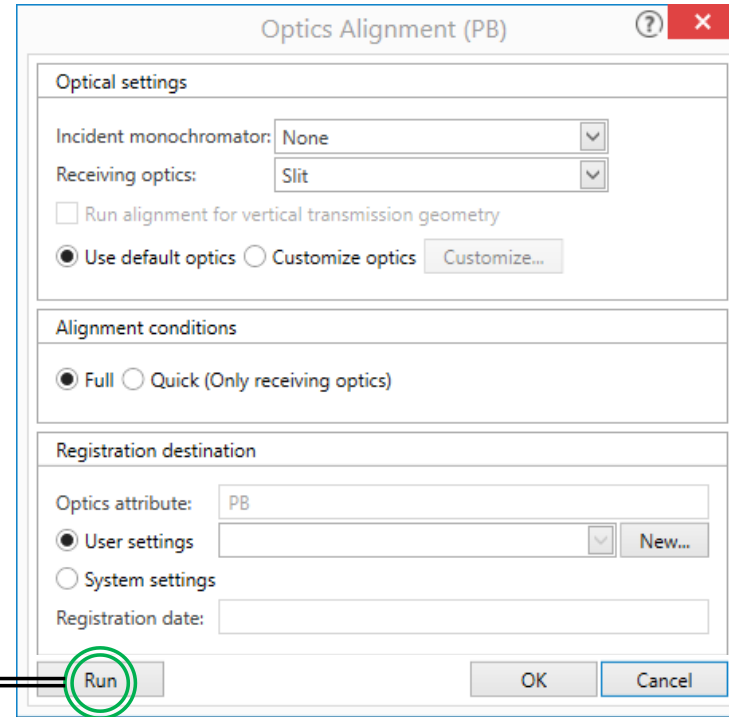 Optics Alignment (PB) ?
Optical settings
Incident monochromator: None
Receiving optics: Slit
Run alignment for vertical transmission geometry
Use default optics Customize optics Customize...
Alignment conditions
Full Quick (Only receiving optics)
Registration destination
Optics attribute: PB
User settings New...
System settings
Registration date:
Run OK Cancel